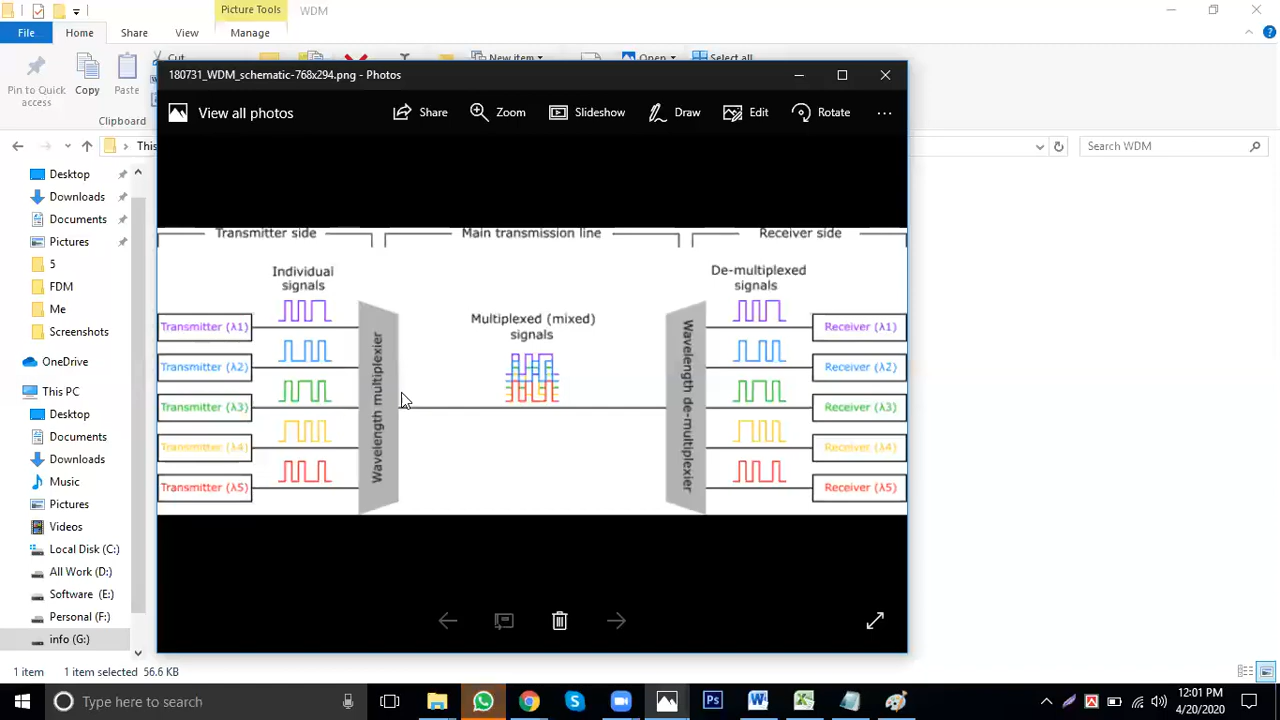 Picture Tools
WDM
File
Home
Share
View
Manage
Cut
New item
Open
Select all
Pin to Quick access
Copy
Paste
Clipboard
180731_WDM_schematic-768x294.png - Photos
View all photos
Share
Zoom
Slideshow
Draw
Edit
Rotate
This
Search WDM
Desktop
Downloads
Documents
Pictures
5
FDM
Me
Screenshots
OneDrive
This PC
Desktop
Documents
Downloads
Music
Pictures
Videos
Local Disk (C:)
All Work (D:)
Software (E:)
Personal (F:)
info (G:)
Transmitter side
Main transmission line
Receiver side
Individual
signals
De-multiplexed
signals
Multiplexed (mixed)
signals
Transmitter (λ1)
Transmitter (λ2)
Transmitter (λ3)
Transmitter (λ4)
Transmitter (λ5)
Wavelength multiplexier
Wavelength de-multiplexier
Receiver (λ1)
Receiver (λ2)
Receiver (λ3)
Receiver (λ4)
Receiver (λ5)
1 item
1 item selected 56.6 KB
Type here to search
12:01 PM
4/20/2020